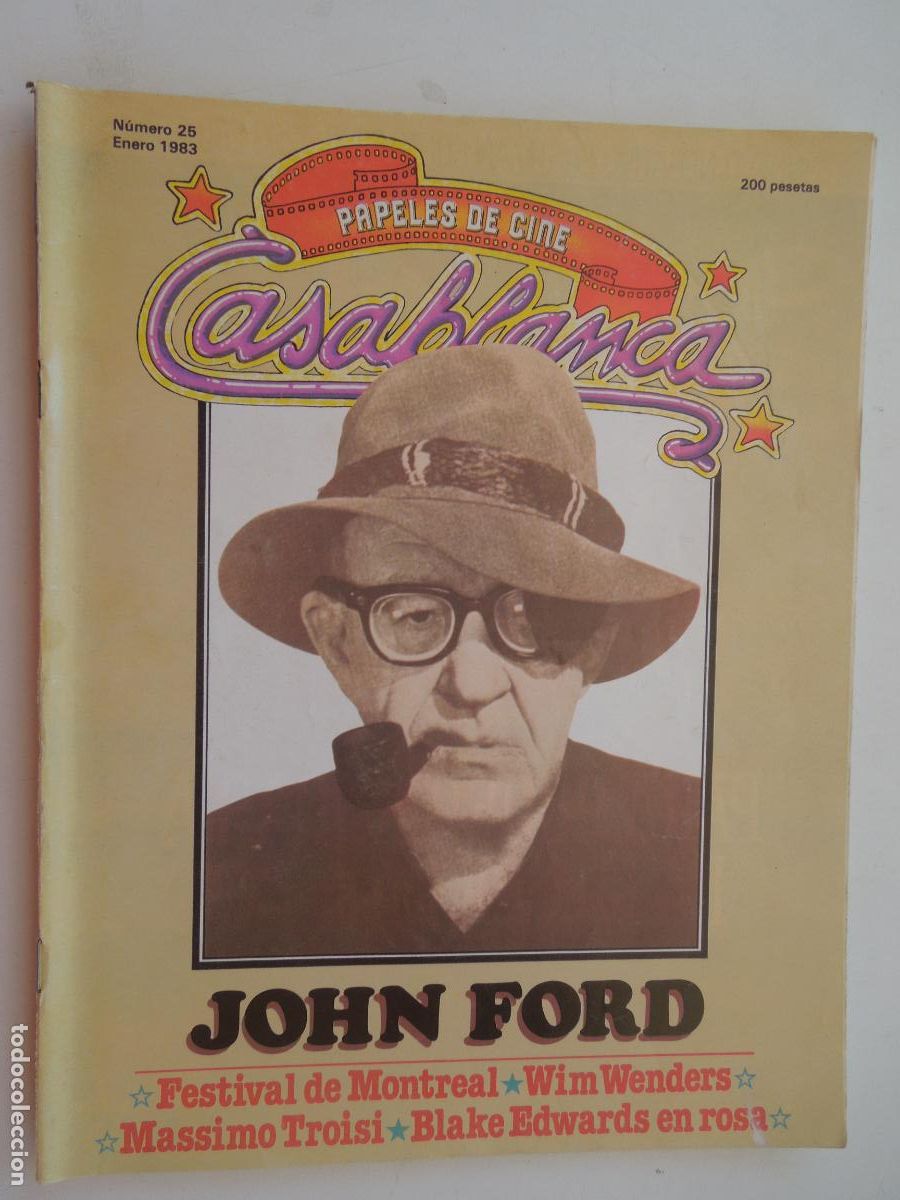 Número 25
Enero 1983
200 pesetas
PAPELES DE CINE
Casablanca
JOHN FORD
☆Festival de Montreal★Wim Wenders☆
☆Massimo Troisi★Blake Edwards en rosa☆
todocoleccion